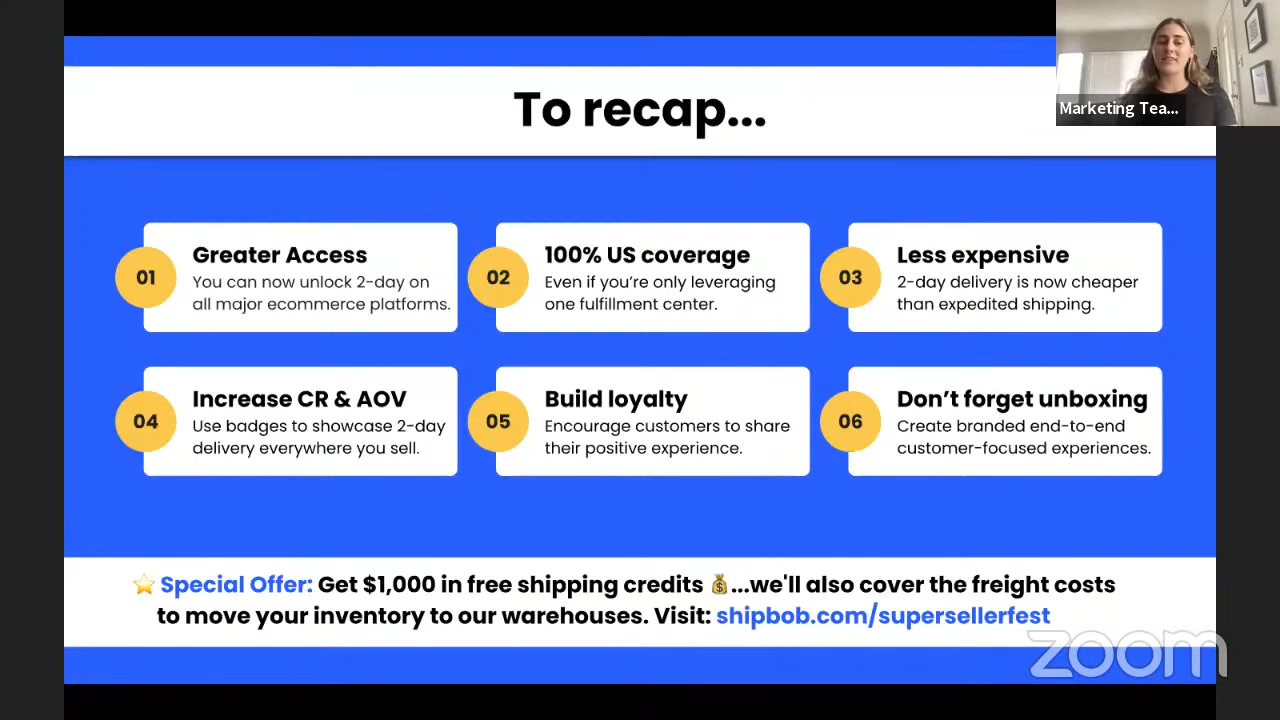 To recap...
Marketing Tea...
01
Greater Access
You can now unlock 2-day on
all major ecommerce platforms.
02
100% US coverage
Even if you’re only leveraging
one fulfillment center.
03
Less expensive
2-day delivery is now cheaper
than expedited shipping.
04
Increase CR & AOV
Use badges to showcase 2-day
delivery everywhere you sell.
05
Build loyalty
Encourage customers to share
their positive experience.
06
Don’t forget unboxing
Create branded end-to-end
customer-focused experiences.
⭐ Special Offer: Get $1,000 in free shipping credits 💰...we'll also cover the freight costs
to move your inventory to our warehouses. Visit: shipbob.com/supersellerfest
zoom